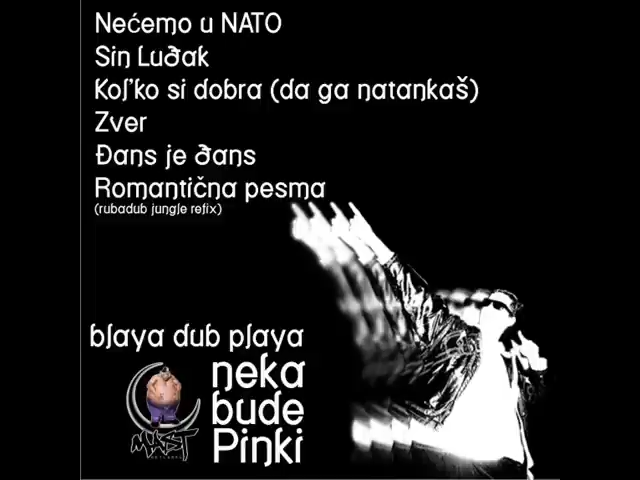 Nećemo u NATO
Sin Luđak
Kol'ko si dobra (da ga natankaš)
Zver
Đans je đans
Romantična pesma
(rubadub jungle refix)
blaya dub playa
neka
bude
Pinki
MAST